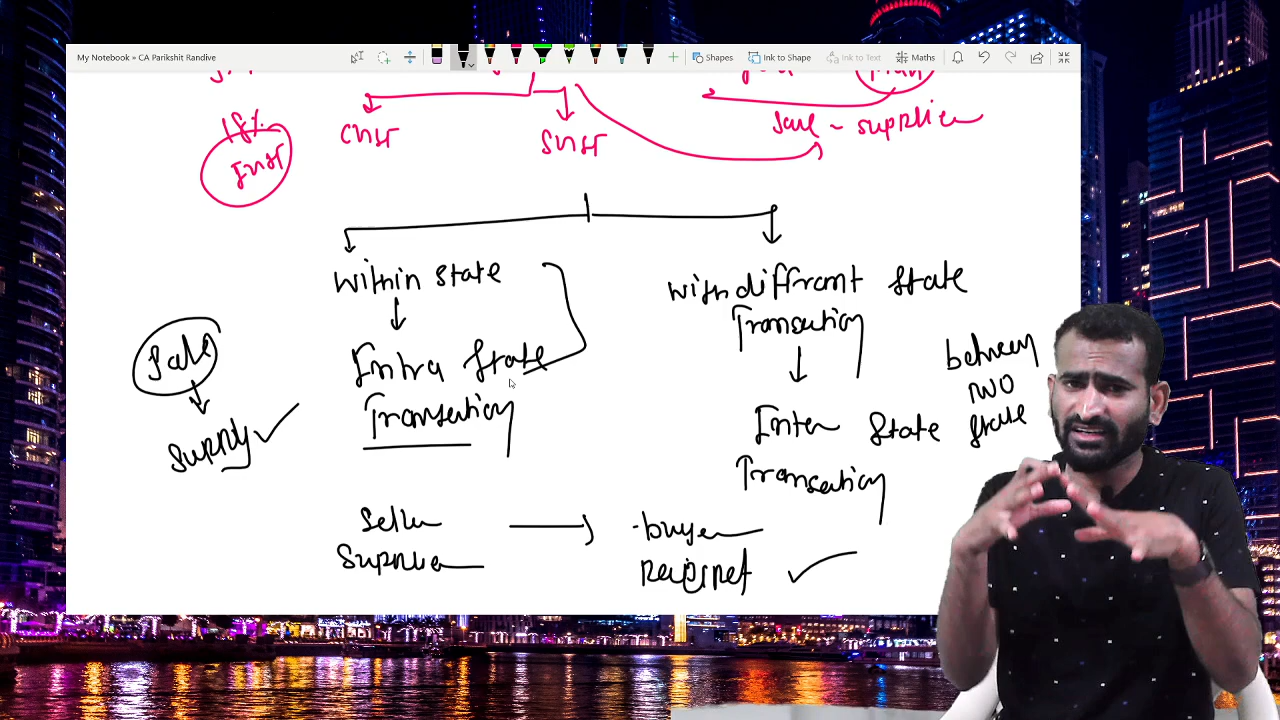 My Notebook » CA Parikshit Randive
Shapes
Ink to Shape
Ink to Text
Maths
18%
IGST
CGST
SGST
Same - supplier
within state
Intra State
Transaction
with different state
Transaction
Inter State
Transaction
between
two
state
Sale
Supply
Seller
Supplier
buyer
Recipient